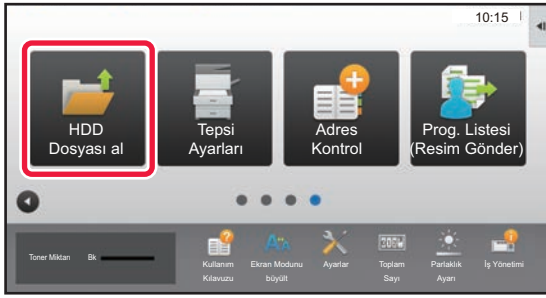 10:15
HDD
Dosyası al
Tepsi
Ayarları
Adres
Kontrol
Prog. Listesi
(Resim Gönder)
Toner Miktarı
Bk
Kullanım
Kılavuzu
Ekran Modunu
büyült
Ayarlar
Toplam
Sayı
Parlaklık
Ayarı
İş Yönetimi